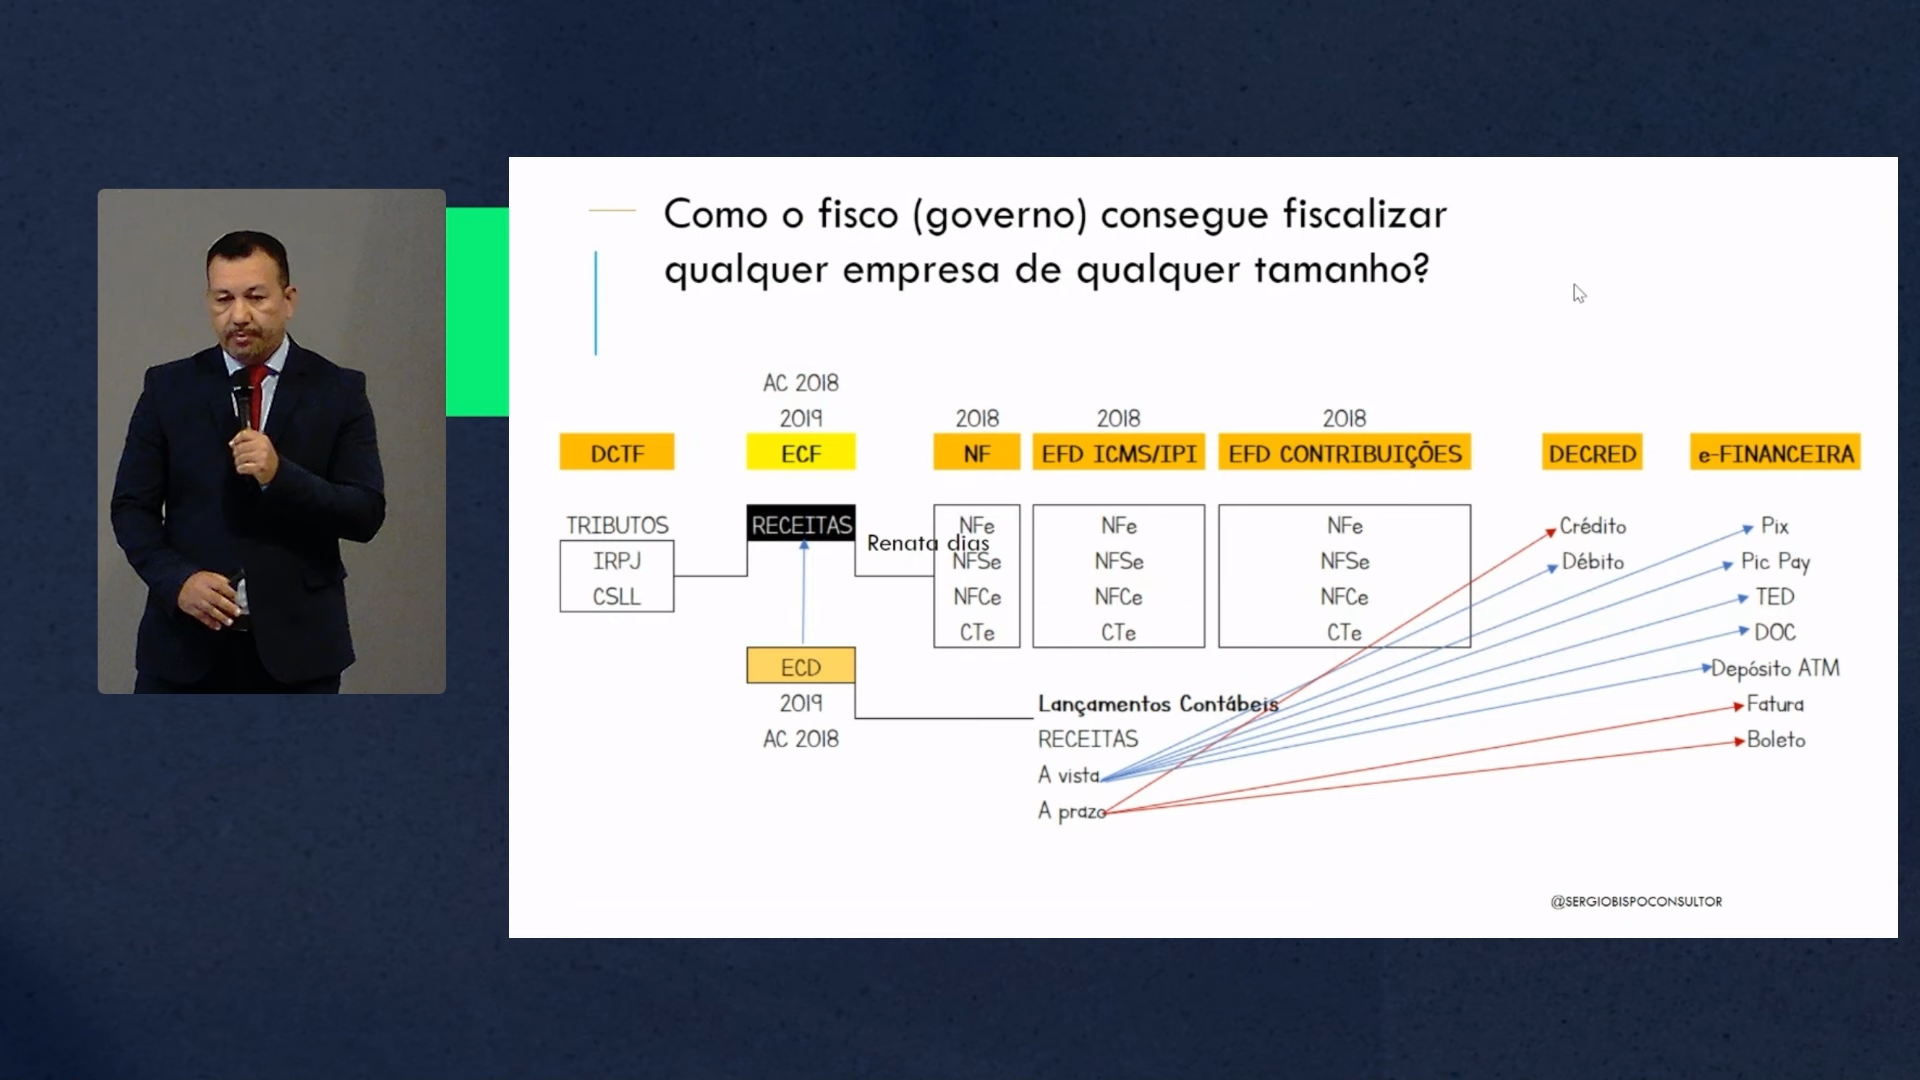 Como o fisco (governo) consegue fiscalizar
qualquer empresa de qualquer tamanho?
AC 2018
2019
2018
2018
2018
DCTF
ECF
NF
EFD ICMS/IPI
EFD CONTRIBUIÇÕES
DECRED
e-FINANCEIRA
TRIBUTOS
IRPJ
CSLL
RECEITAS
Renata dias
NFe
NFSe
NFCe
CTe
NFe
NFSe
NFCe
CTe
NFe
NFSe
NFCe
CTe
Crédito
Débito
Pix
Pic Pay
TED
DOC
Depósito ATM
Fatura
Boleto
ECD
2019
AC 2018
Lançamentos Contábeis
RECEITAS
A vista
A prazo
@SERGIOBISPOCONSULTOR